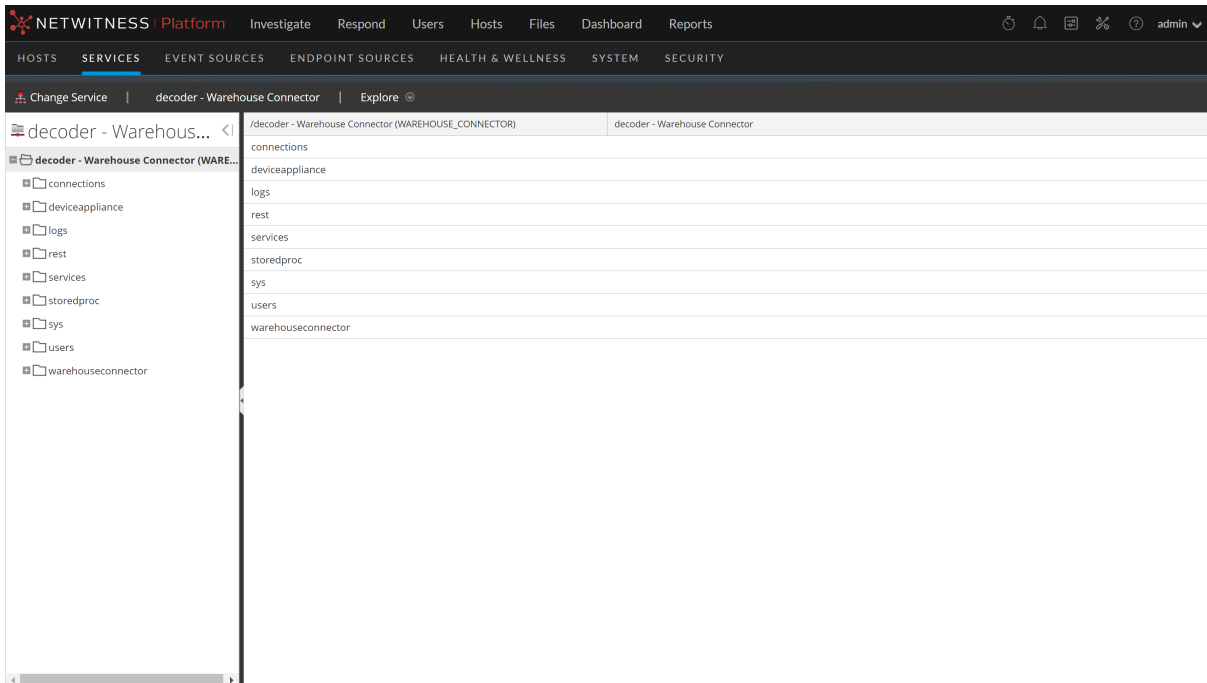 NETWITNESS Platform Investigate Respond Users Hosts Files Dashboard Reports admin
HOSTS SERVICES EVENT SOURCES ENDPOINT SOURCES HEALTH & WELLNESS SYSTEM SECURITY
Change Service | decoder - Warehouse Connector | Explore
decoder - Warehous...
decoder - Warehouse Connector (WARE...
connections
deviceappliance
logs
rest
services
storedproc
sys
users
warehouseconnector
/decoder - Warehouse Connector (WAREHOUSE_CONNECTOR) decoder - Warehouse Connector
connections
deviceappliance
logs
rest
services
storedproc
sys
users
warehouseconnector